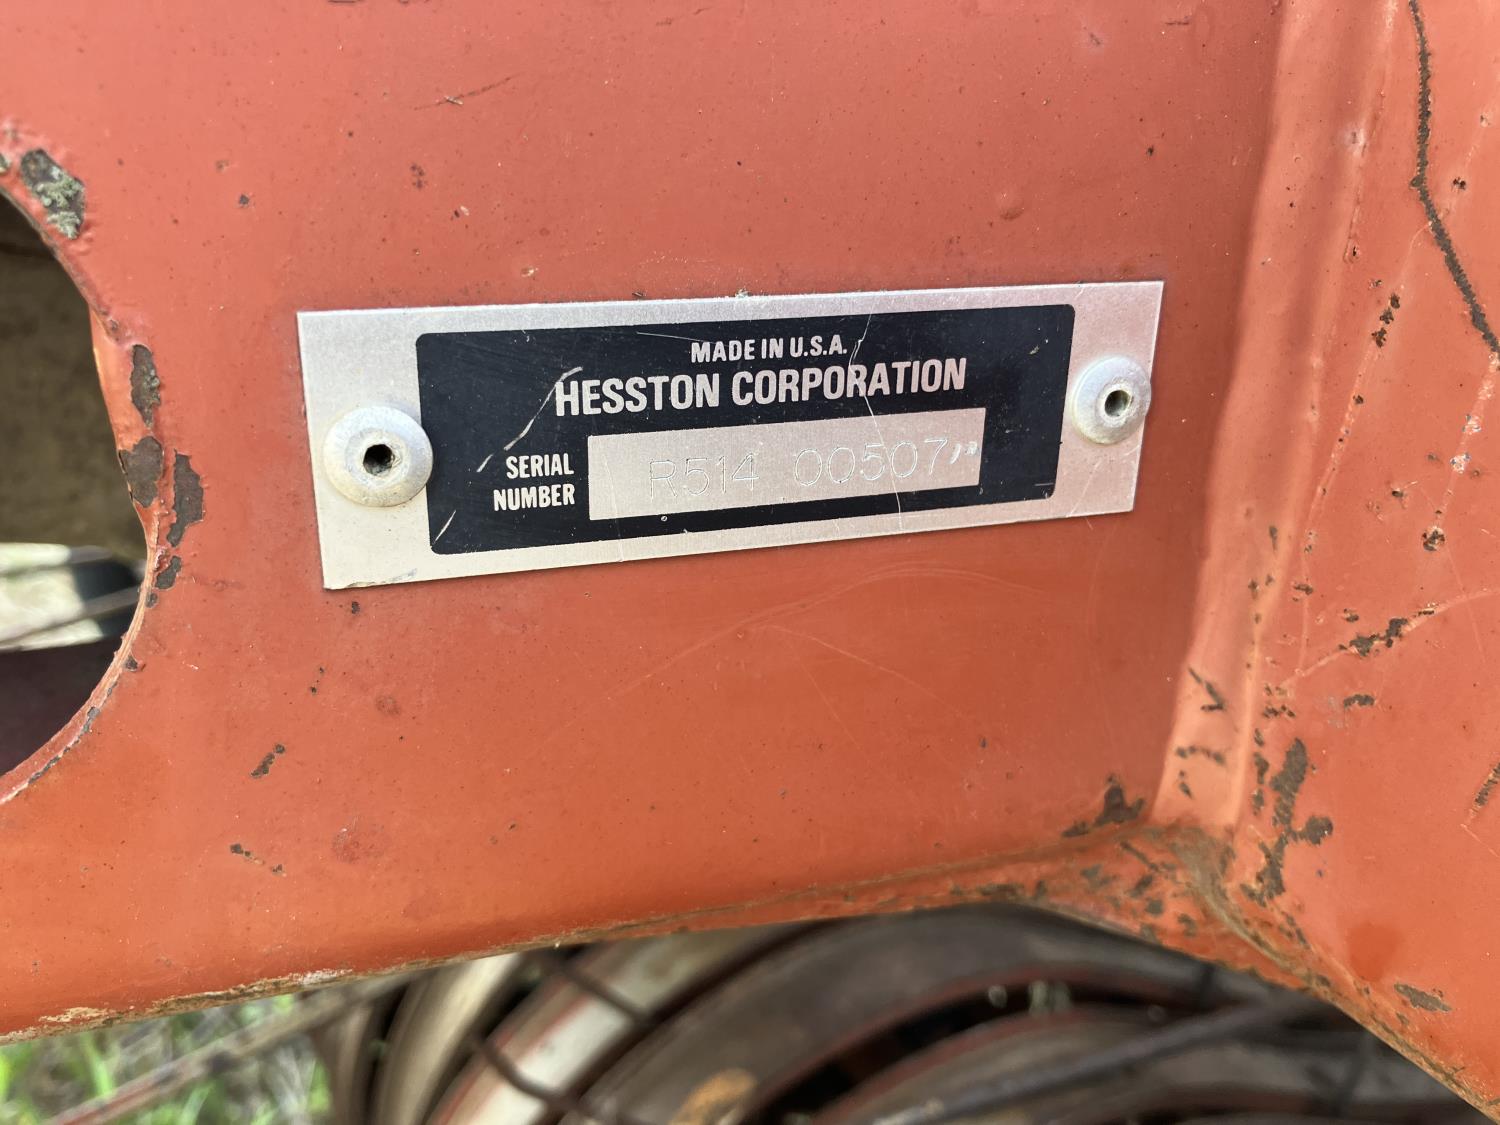 MADE IN U.S.A.
HESSTON CORPORATION
SERIAL NUMBER R514 00507